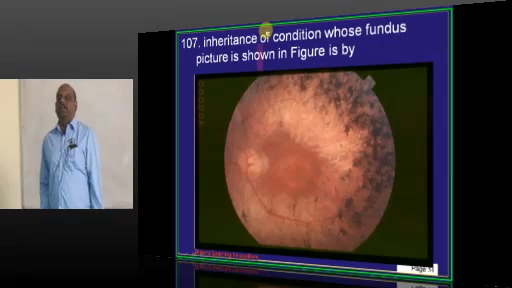 107. inheritance of condition whose fundus
picture is shown in Figure is by